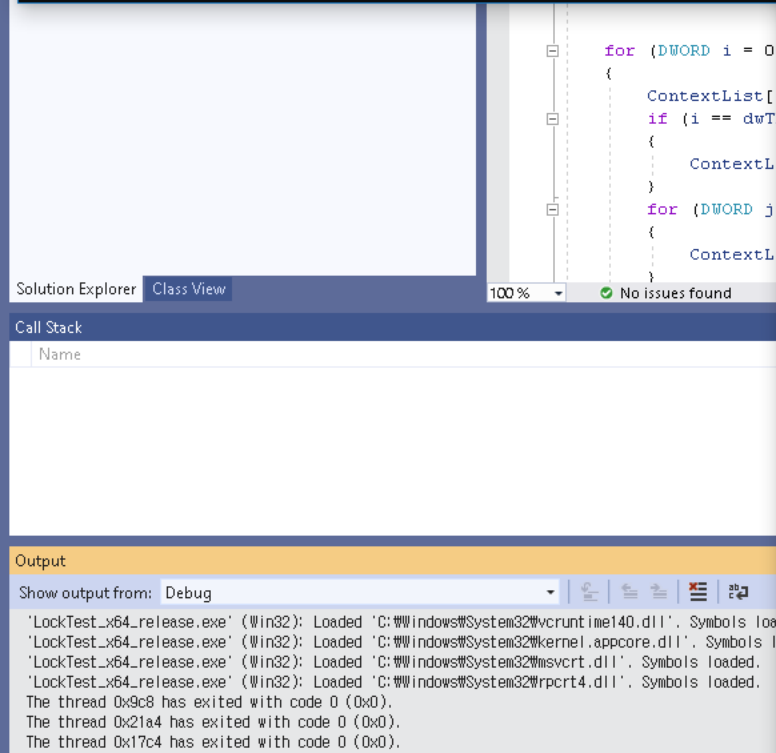 for (DWORD i = 0
{
ContextList[
if (i == dwT
{
ContextL
}
for (DWORD j
{
ContextL
}
Solution Explorer Class View
100 % No issues found
Call Stack
Name
Output
Show output from: Debug
'LockTest_x64_release.exe' (Win32): Loaded 'C:₩Windows₩System32₩vcruntime140.dll'. Symbols loa
'LockTest_x64_release.exe' (Win32): Loaded 'C:₩Windows₩System32₩kernel.appcore.dll'. Symbols l
'LockTest_x64_release.exe' (Win32): Loaded 'C:₩Windows₩System32₩msvcrt.dll'. Symbols loaded.
'LockTest_x64_release.exe' (Win32): Loaded 'C:₩Windows₩System32₩rpcrt4.dll'. Symbols loaded.
The thread 0x9c8 has exited with code 0 (0x0).
The thread 0x21a4 has exited with code 0 (0x0).
The thread 0x17c4 has exited with code 0 (0x0).